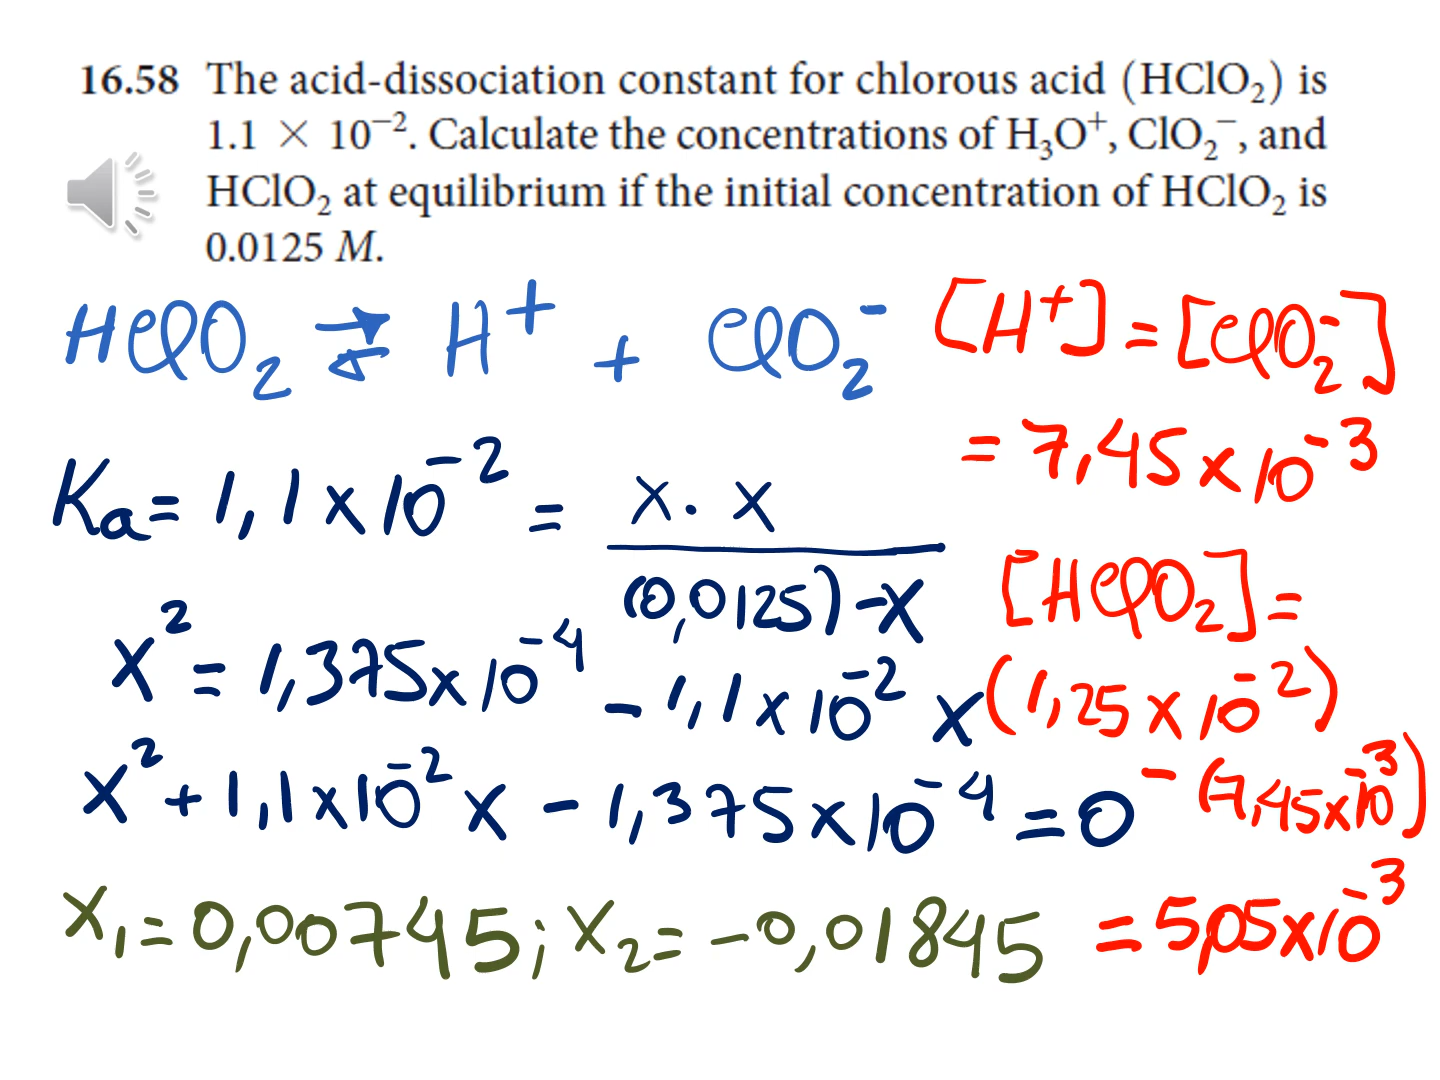 16.58 The acid-dissociation constant for chlorous acid (HClO₂) is
1.1 × 10⁻². Calculate the concentrations of H₃O⁺, ClO₂⁻, and
HClO₂ at equilibrium if the initial concentration of HClO₂ is
0.0125 M.
HClO₂ ⇄ H⁺ + ClO₂⁻
Ka = 1,1 x 10⁻² = x · x / (0,0125) - x
x² = 1,375 x 10⁻⁴ - 1,1 x 10⁻² x
x² + 1,1 x 10⁻² x - 1,375 x 10⁻⁴ = 0
x₁ = 0,00745 ; x₂ = -0,01845
[H⁺] = [ClO₂⁻]
= 7,45 x 10⁻³
[HClO₂] =
(1,25 x 10⁻²)
- (7,45 x 10⁻³)
= 5,05 x 10⁻³